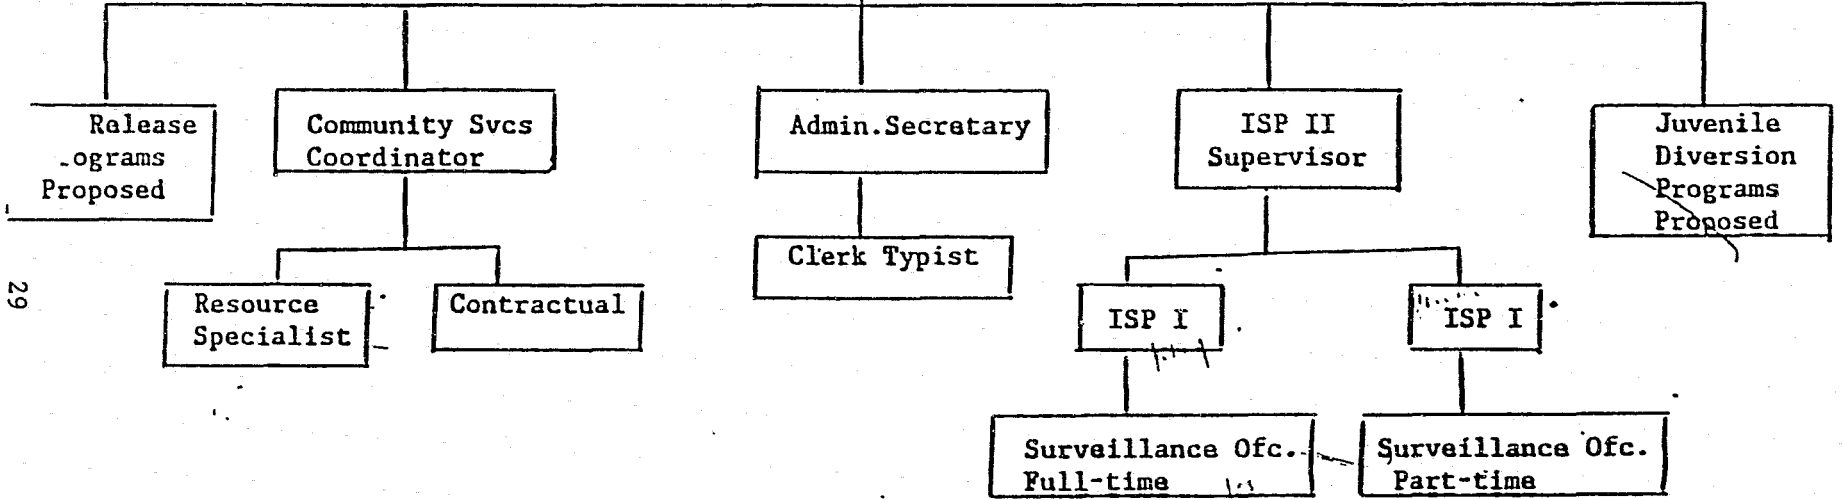 Release
ograms
Proposed
Community Svcs
Coordinator
Admin.Secretary
ISP II
Supervisor
Juvenile
Diversion
Programs
Proposed
Clerk Typist
Resource
Specialist
Contractual
ISP I
ISP I
Surveillance Ofc.
Full-time
Surveillance Ofc.
Part-time
29